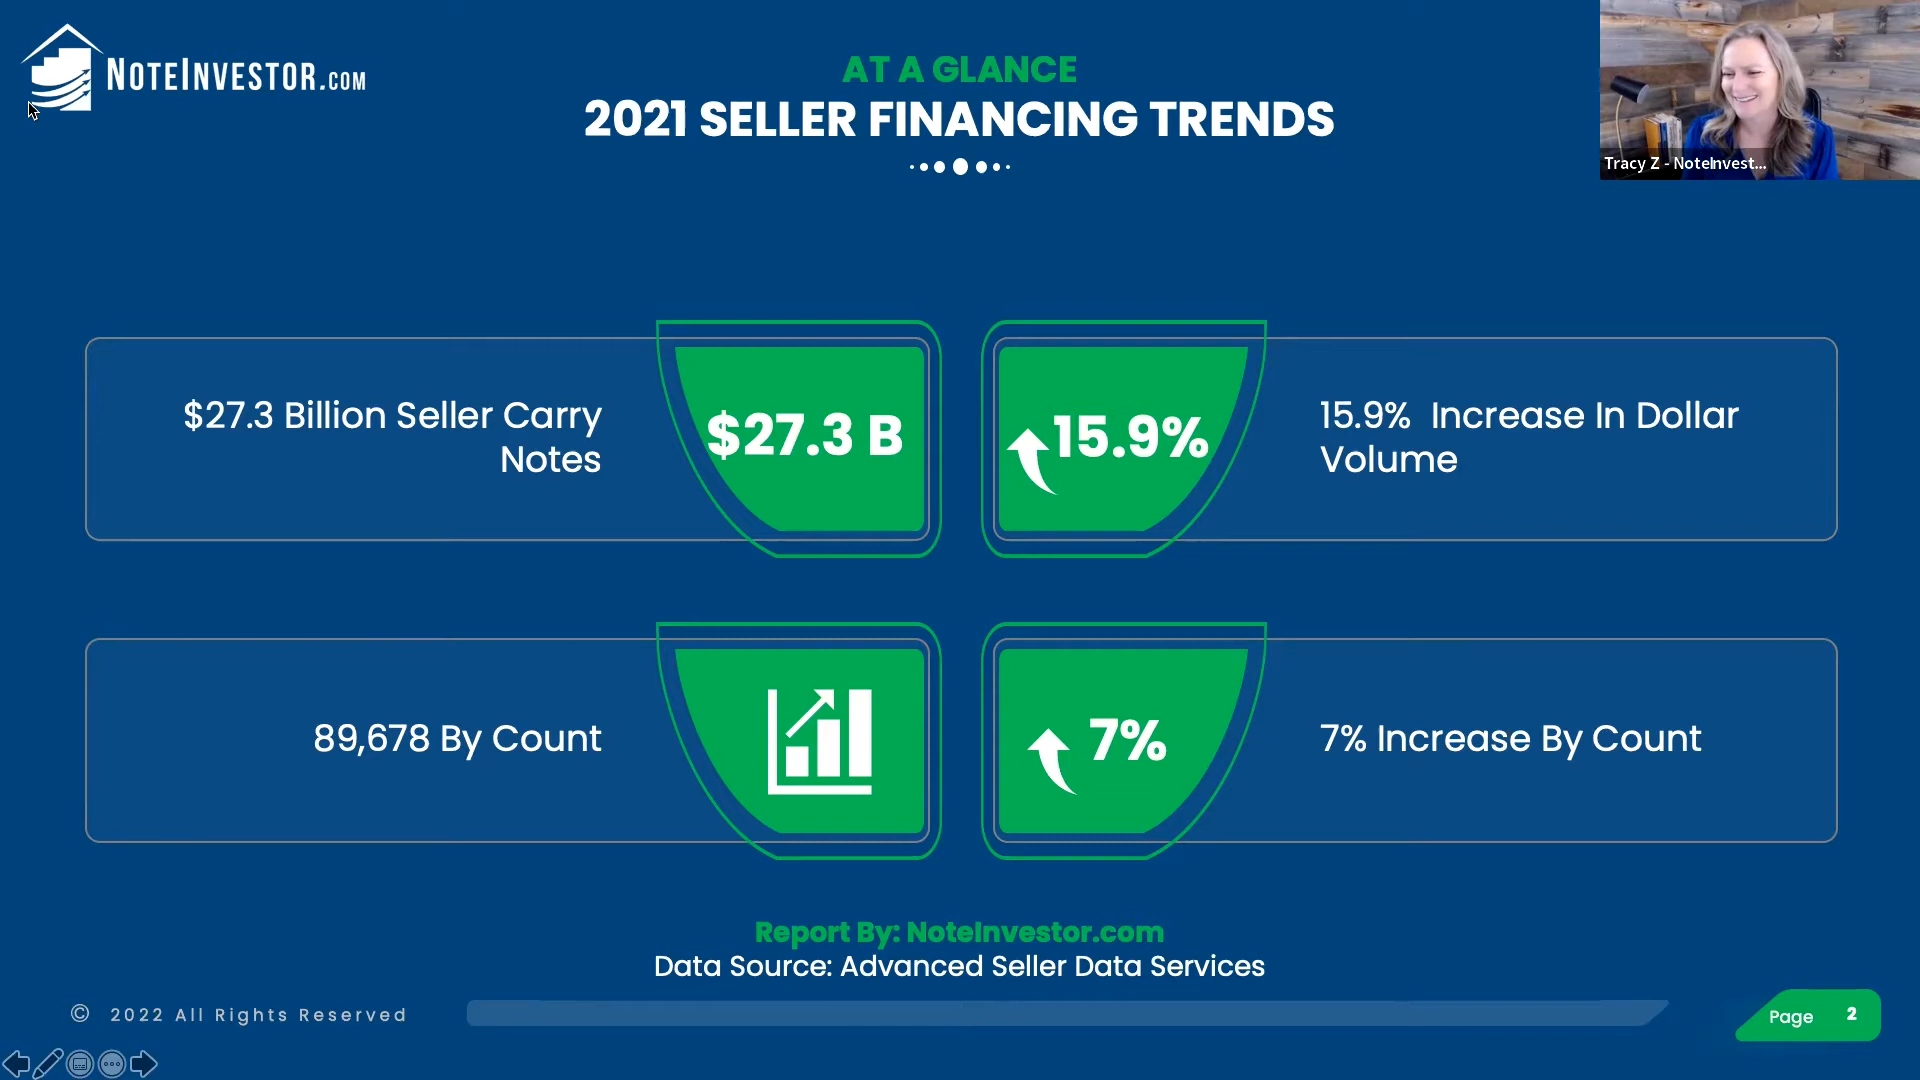 NOTEINVESTOR.COM
AT A GLANCE
2021 SELLER FINANCING TRENDS
Tracy Z - NoteInvest...
$27.3 Billion Seller Carry
Notes
$27.3 B
15.9%
15.9% Increase In Dollar
Volume
89,678 By Count
7%
7% Increase By Count
Report By: NoteInvestor.com
Data Source: Advanced Seller Data Services
© 2022 All Rights Reserved
Page 2